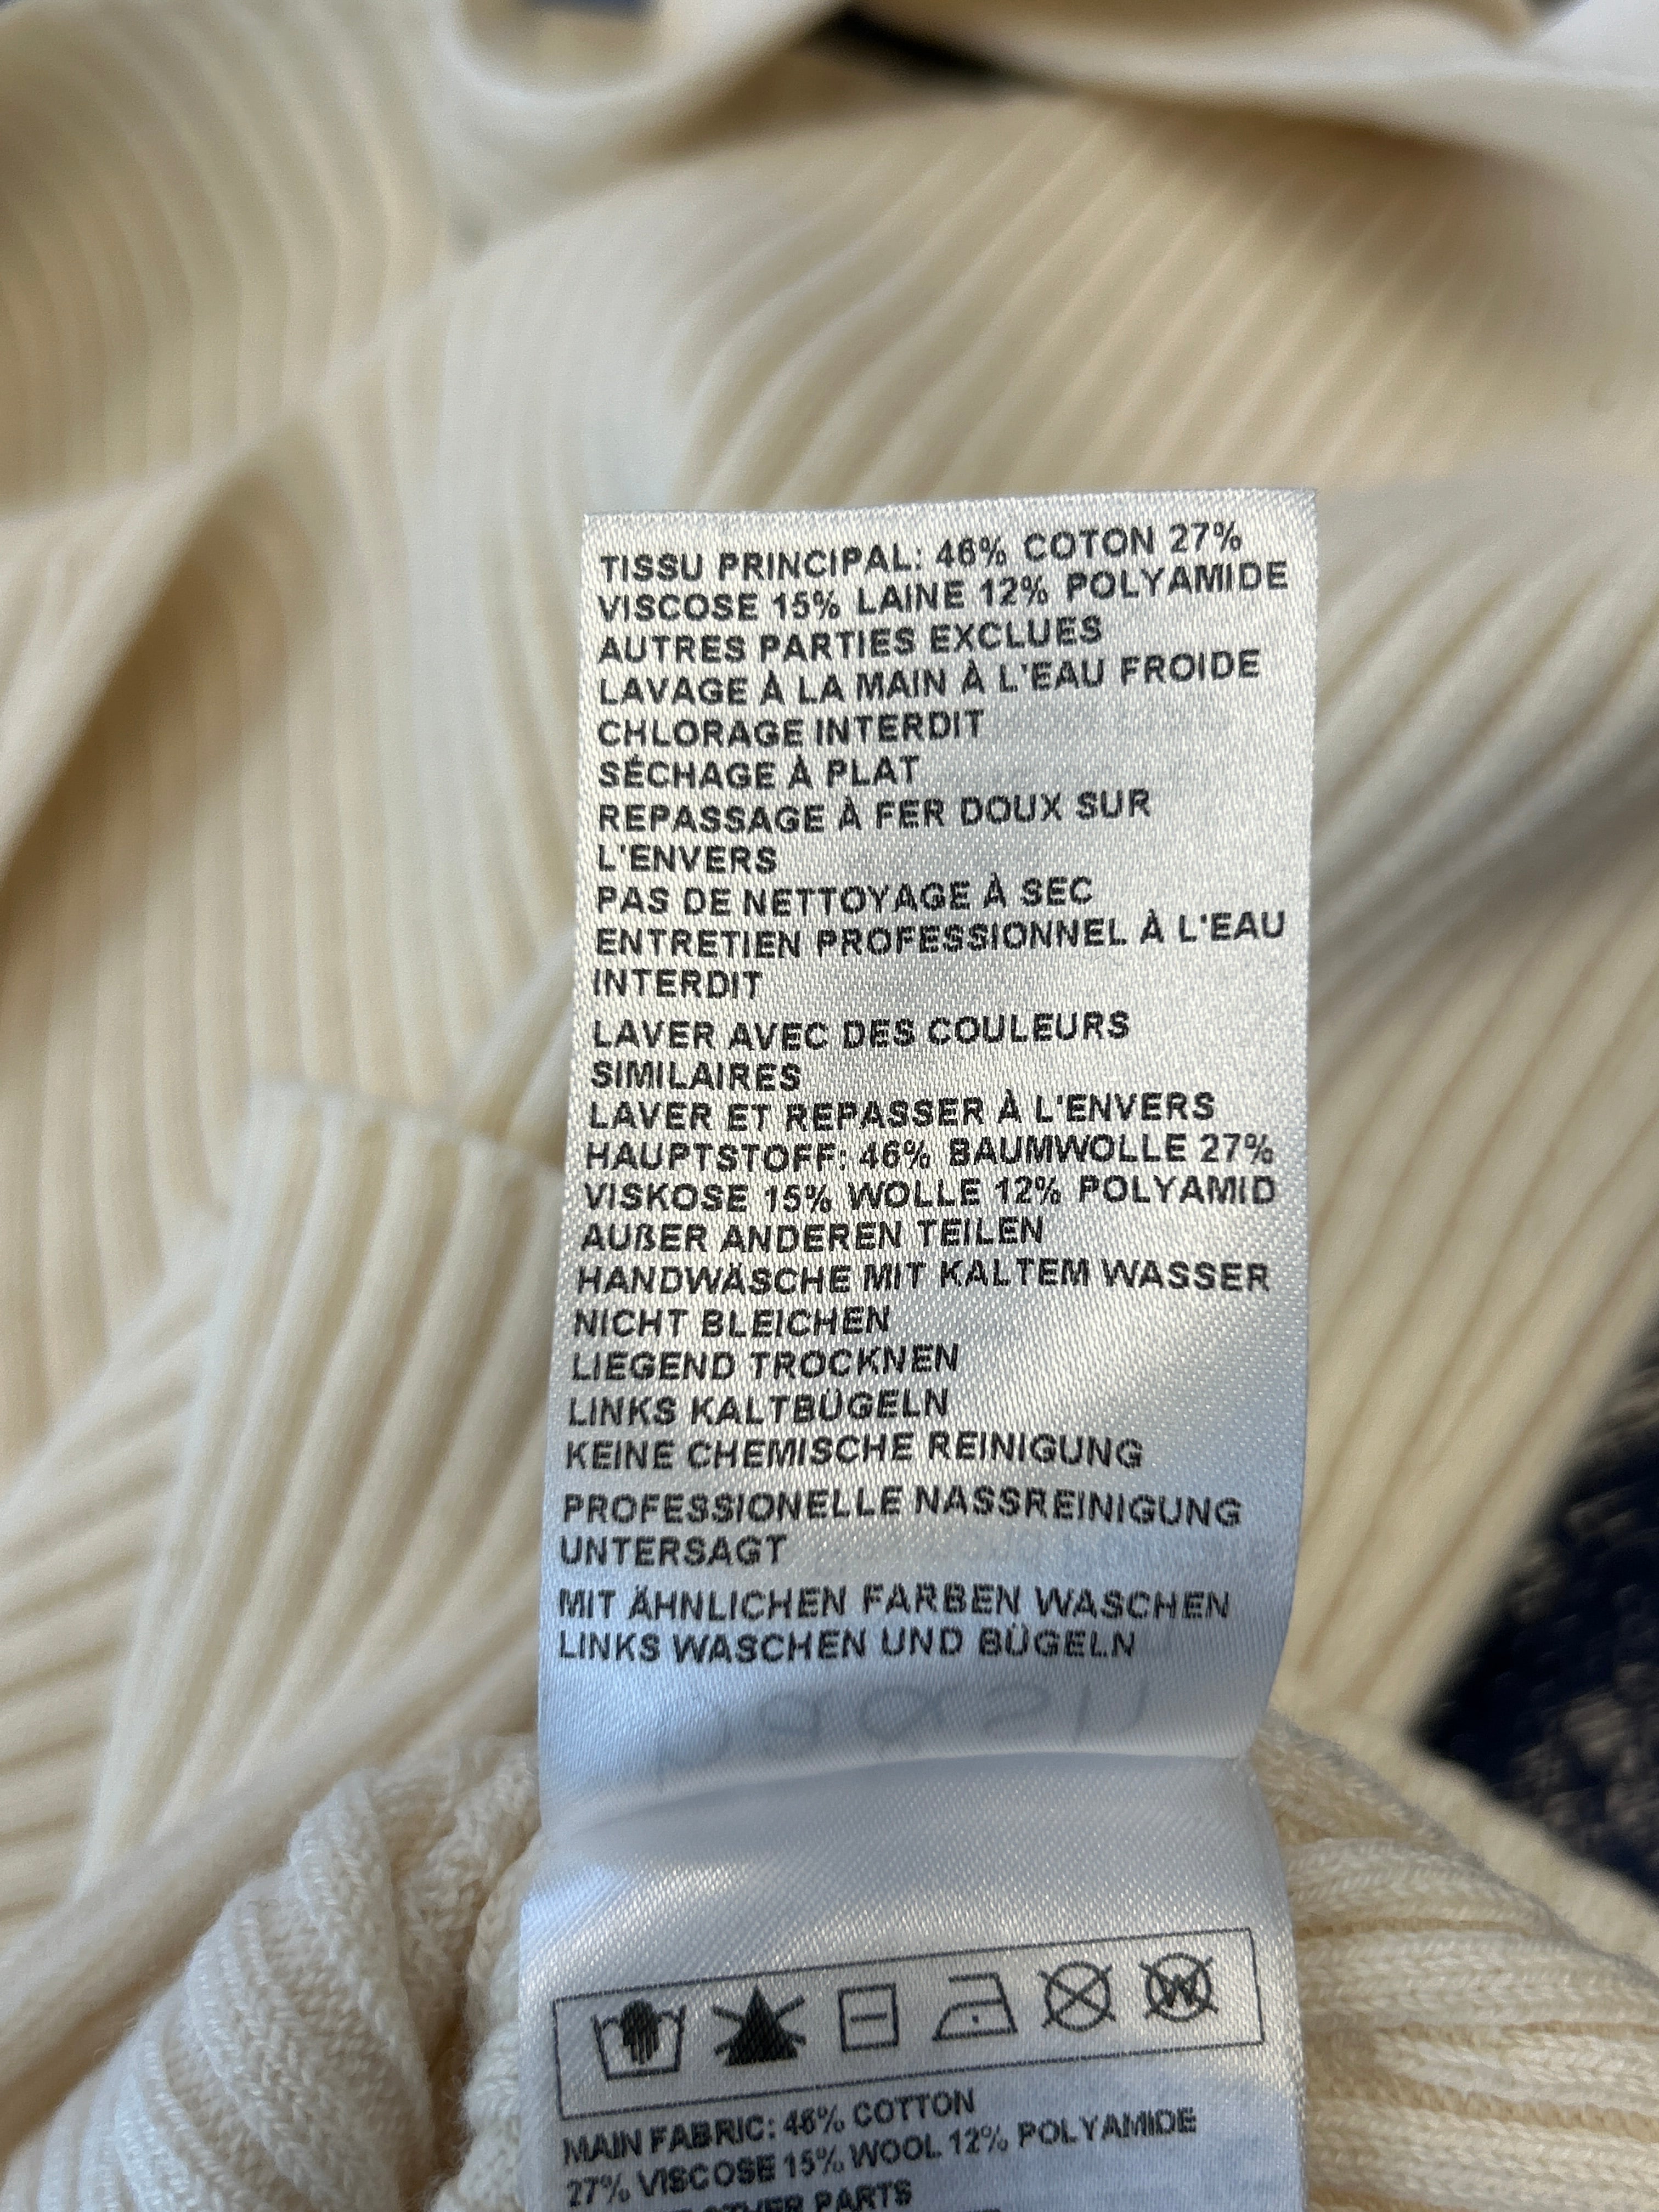 TISSU PRINCIPAL: 46% COTON 27%
VISCOSE 15% LAINE 12% POLYAMIDE
AUTRES PARTIES EXCLUES
LAVAGE À LA MAIN À L'EAU FROIDE
CHLORAGE INTERDIT
SÉCHAGE À PLAT
REPASSAGE À FER DOUX SUR
L'ENVERS
PAS DE NETTOYAGE À SEC
ENTRETIEN PROFESSIONNEL À L'EAU
INTERDIT
LAVER AVEC DES COULEURS
SIMILAIRES
LAVER ET REPASSER À L'ENVERS
HAUPTSTOFF: 46% BAUMWOLLE 27%
VISKOSE 15% WOLLE 12% POLYAMID
AUßER ANDEREN TEILEN
HANDWÄSCHE MIT KALTEM WASSER
NICHT BLEICHEN
LIEGEND TROCKNEN
LINKS KALTBÜGELN
KEINE CHEMISCHE REINIGUNG
PROFESSIONELLE NASSREINIGUNG
UNTERSAGT
MIT ÄHNLICHEN FARBEN WASCHEN
LINKS WASCHEN UND BÜGELN
W
MAIN FABRIC: 46% COTTON
27% VISCOSE 15% WOOL 12% POLYAMIDE
OTHER PARTS